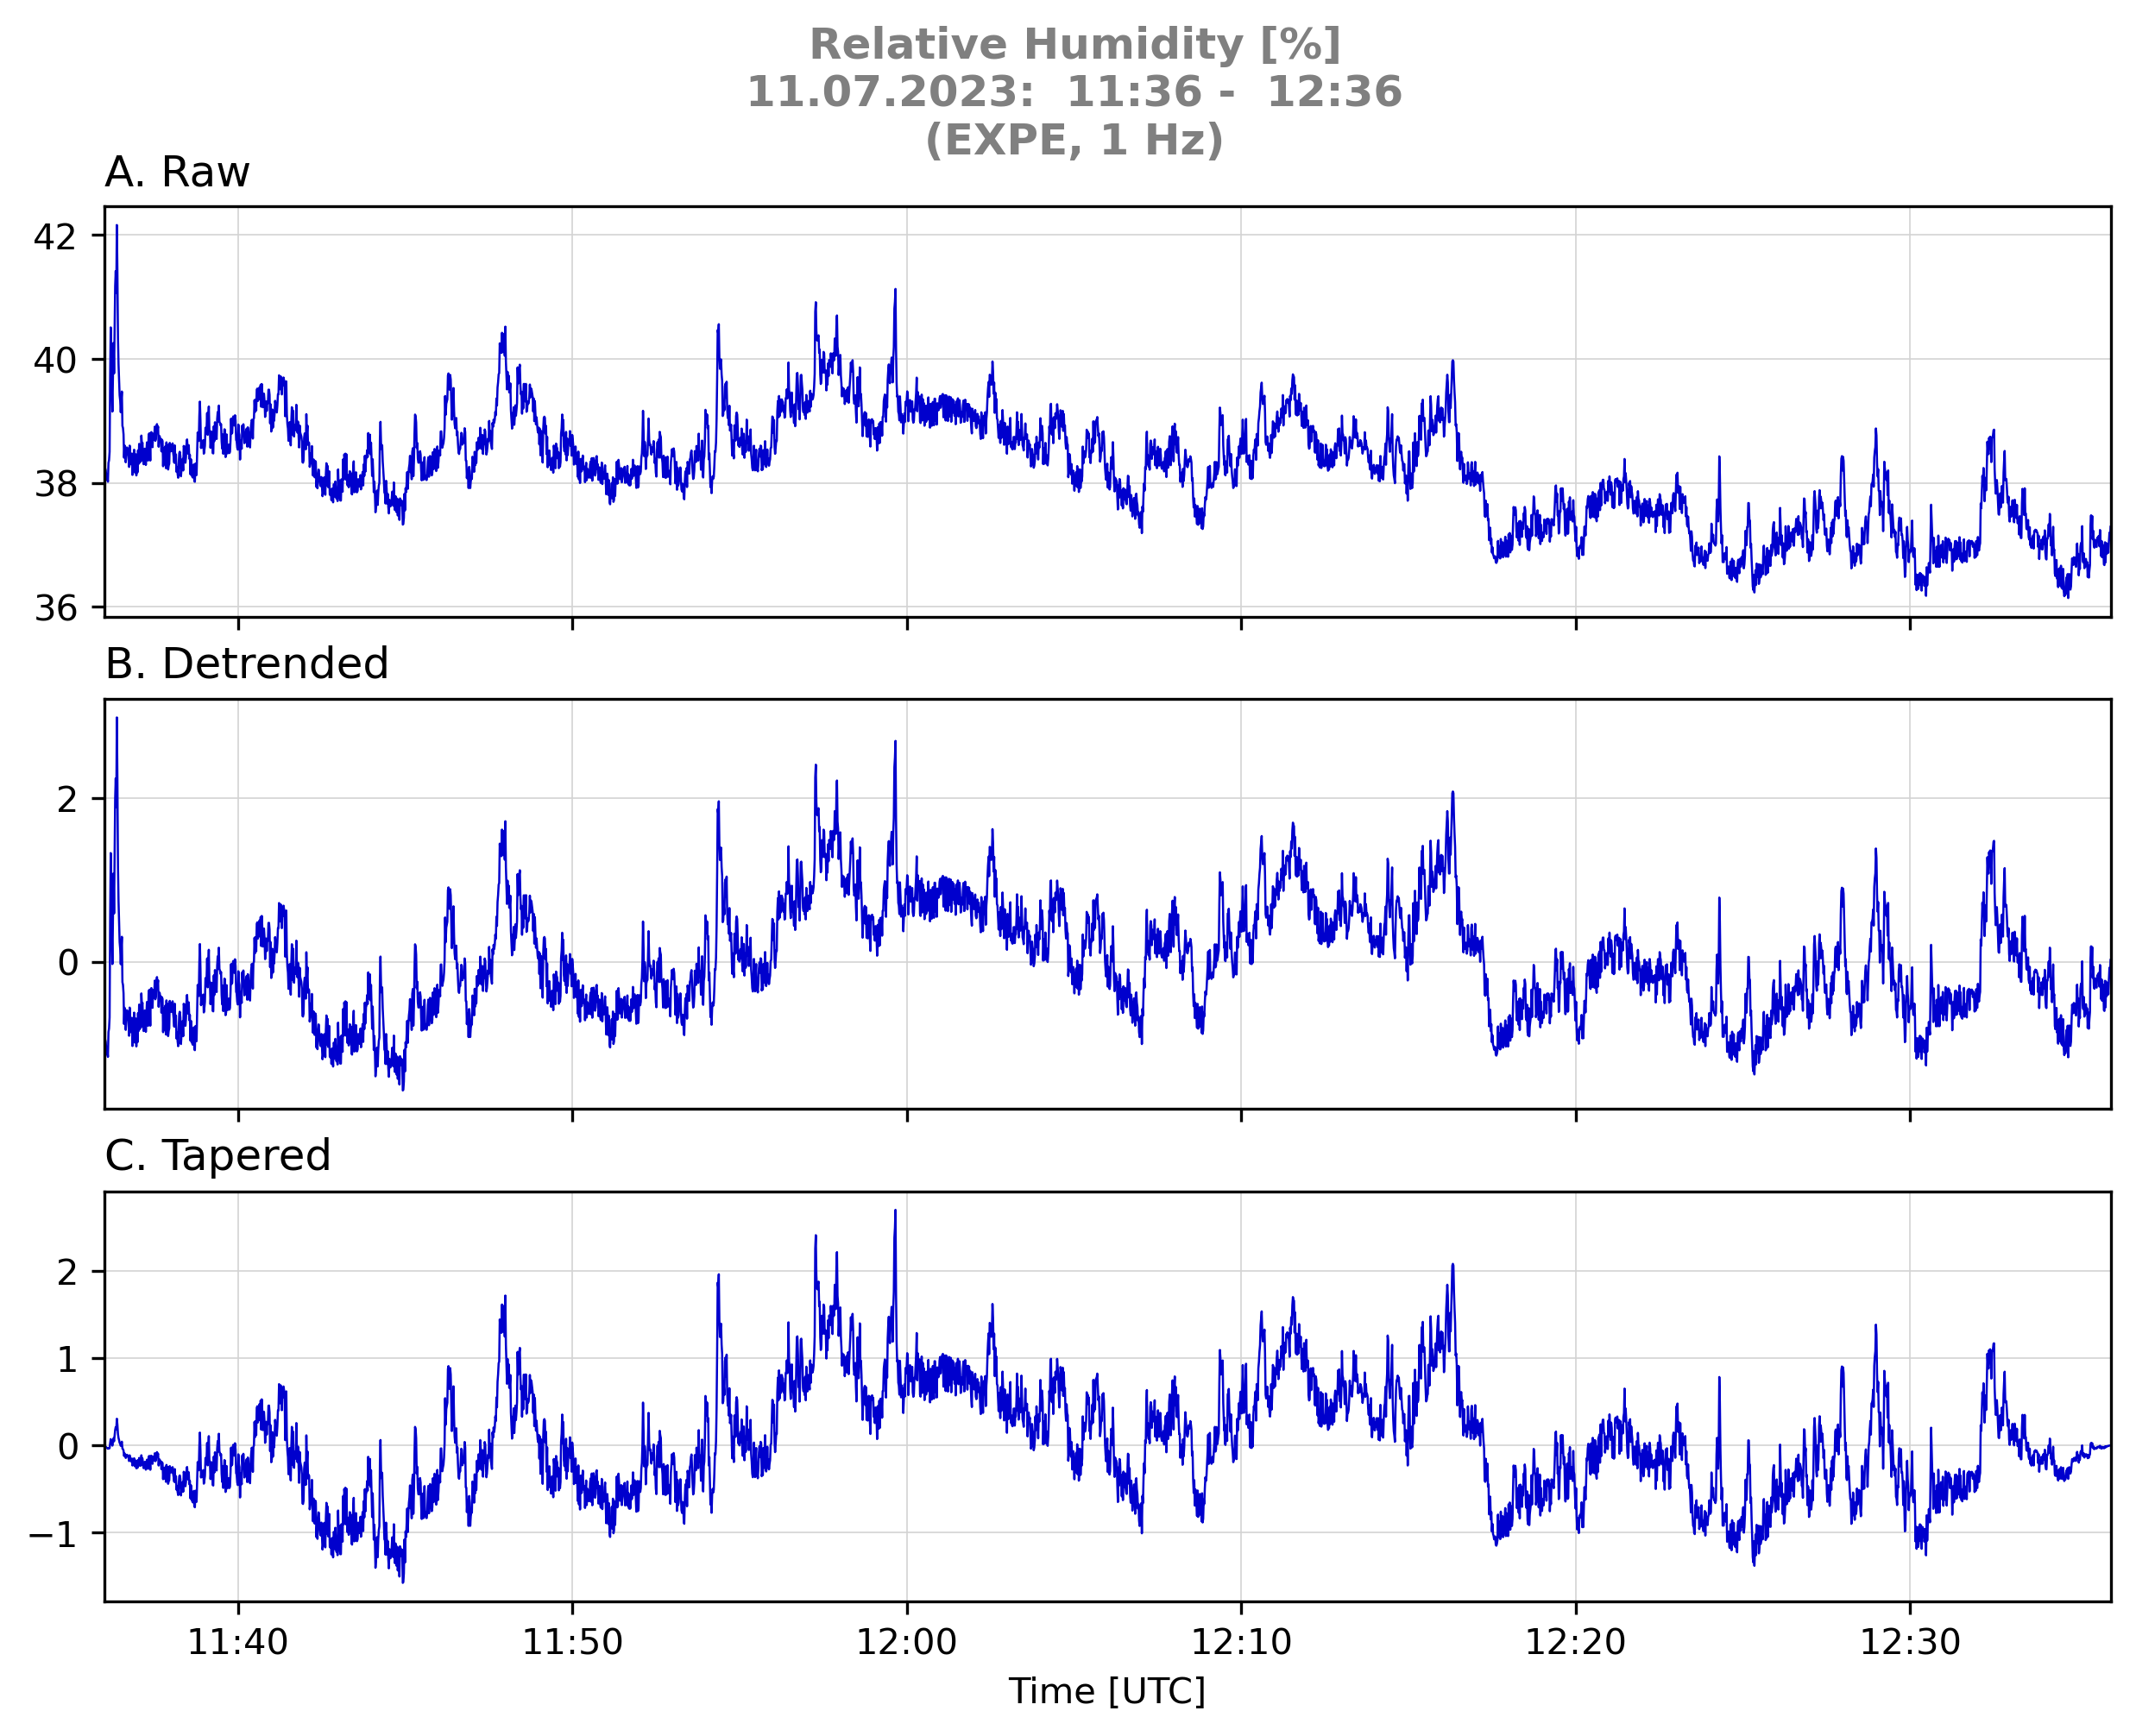 Relative Humidity [%]
11.07.2023:  11:36 -  12:36
(EXPE, 1 Hz)
A. Raw
42
40
38
36
B. Detrended
2
0
C. Tapered
2
1
0
−1
11:40 11:50 12:00 12:10 12:20 12:30
Time [UTC]